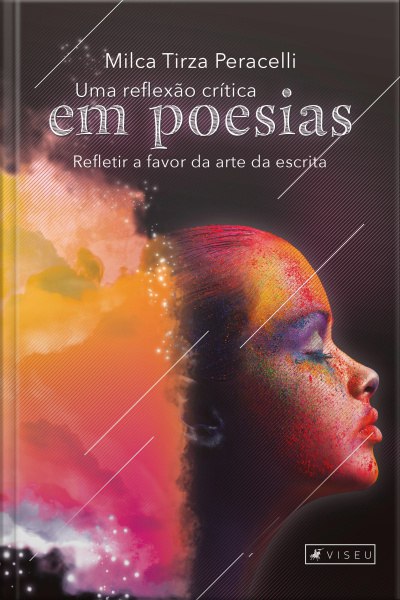 Milca Tirza Peracelli
Uma reflexão crítica
em poesias
Refletir a favor da arte da escrita
VISEU